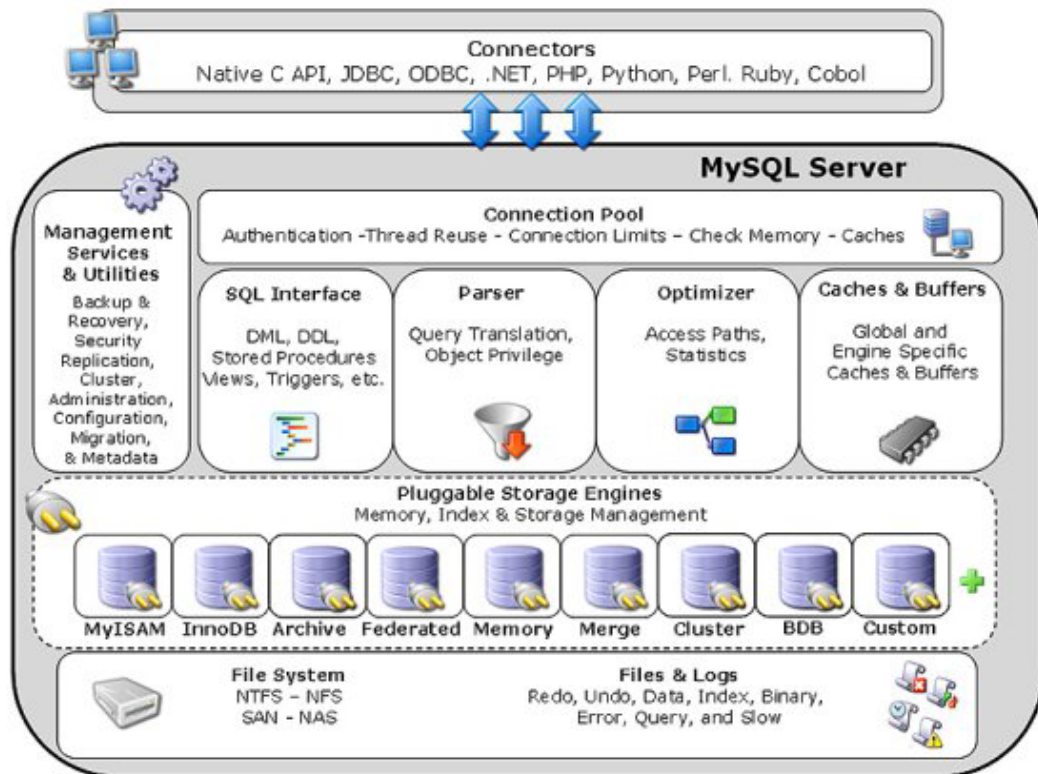 Connectors
Native C API, JDBC, ODBC, .NET, PHP, Python, Perl. Ruby, Cobol
MySQL Server
Management
Services
& Utilities
Backup &
Recovery,
Security
Replication,
Cluster,
Administration,
Configuration,
Migration,
& Metadata
Connection Pool
Authentication -Thread Reuse - Connection Limits – Check Memory - Caches
SQL Interface
DML, DDL,
Stored Procedures
Views, Triggers, etc.
Parser
Query Translation,
Object Privilege
Optimizer
Access Paths,
Statistics
Caches & Buffers
Global and
Engine Specific
Caches & Buffers
Pluggable Storage Engines
Memory, Index & Storage Management
MyISAM
InnoDB
Archive
Federated
Memory
Merge
Cluster
BDB
Custom
File System
NTFS – NFS
SAN - NAS
Files & Logs
Redo, Undo, Data, Index, Binary,
Error, Query, and Slow